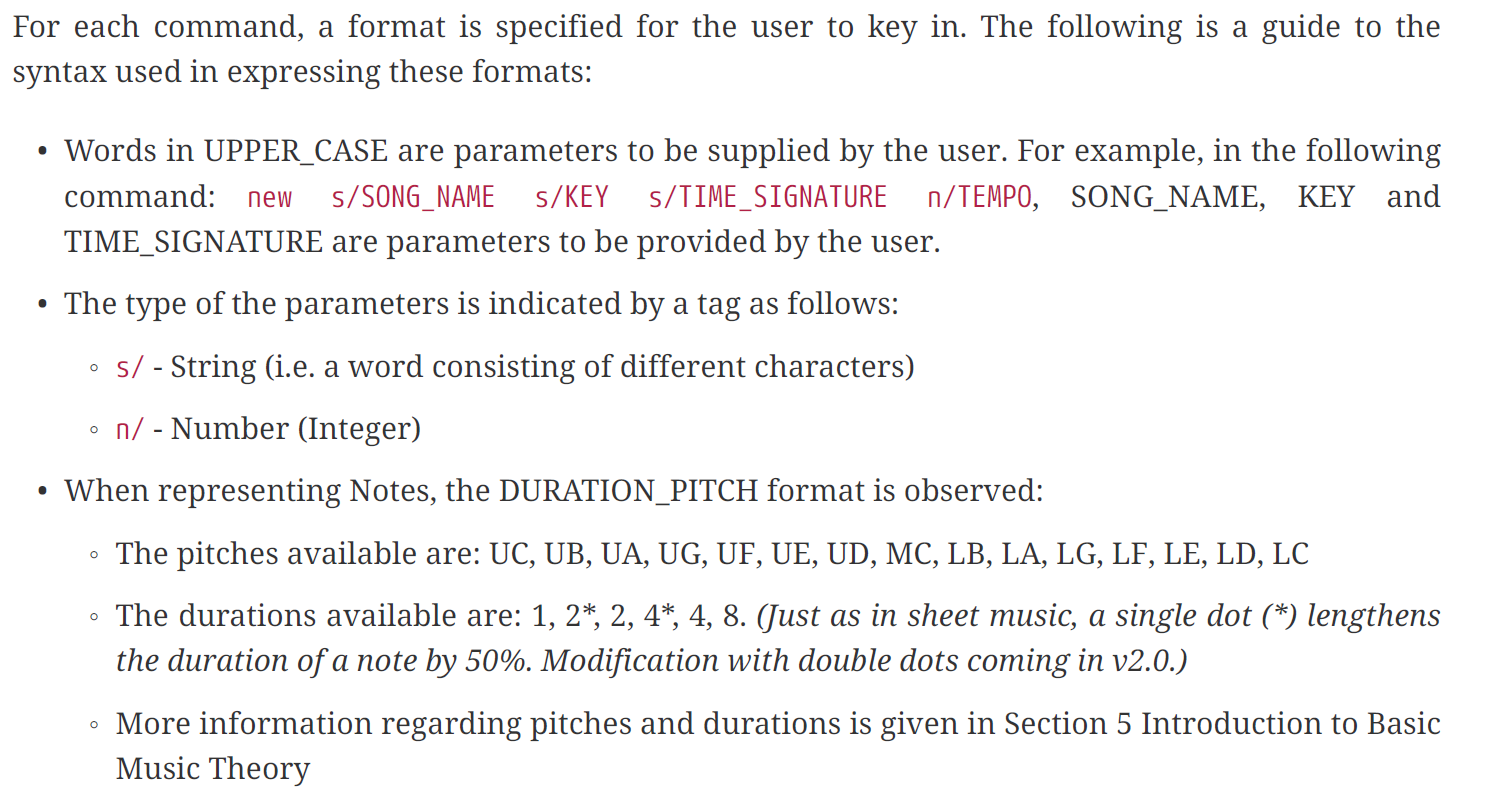 For each command, a format is specified for the user to key in. The following is a guide to the
syntax used in expressing these formats:
• Words in UPPER_CASE are parameters to be supplied by the user. For example, in the following
command: new s/SONG_NAME s/KEY s/TIME_SIGNATURE n/TEMPO, SONG_NAME, KEY and
TIME_SIGNATURE are parameters to be provided by the user.
• The type of the parameters is indicated by a tag as follows:
◦ s/ - String (i.e. a word consisting of different characters)
◦ n/ - Number (Integer)
• When representing Notes, the DURATION_PITCH format is observed:
◦ The pitches available are: UC, UB, UA, UG, UF, UE, UD, MC, LB, LA, LG, LF, LE, LD, LC
◦ The durations available are: 1, 2*, 2, 4*, 4, 8. (Just as in sheet music, a single dot (*) lengthens
the duration of a note by 50%. Modification with double dots coming in v2.0.)
◦ More information regarding pitches and durations is given in Section 5 Introduction to Basic
Music Theory